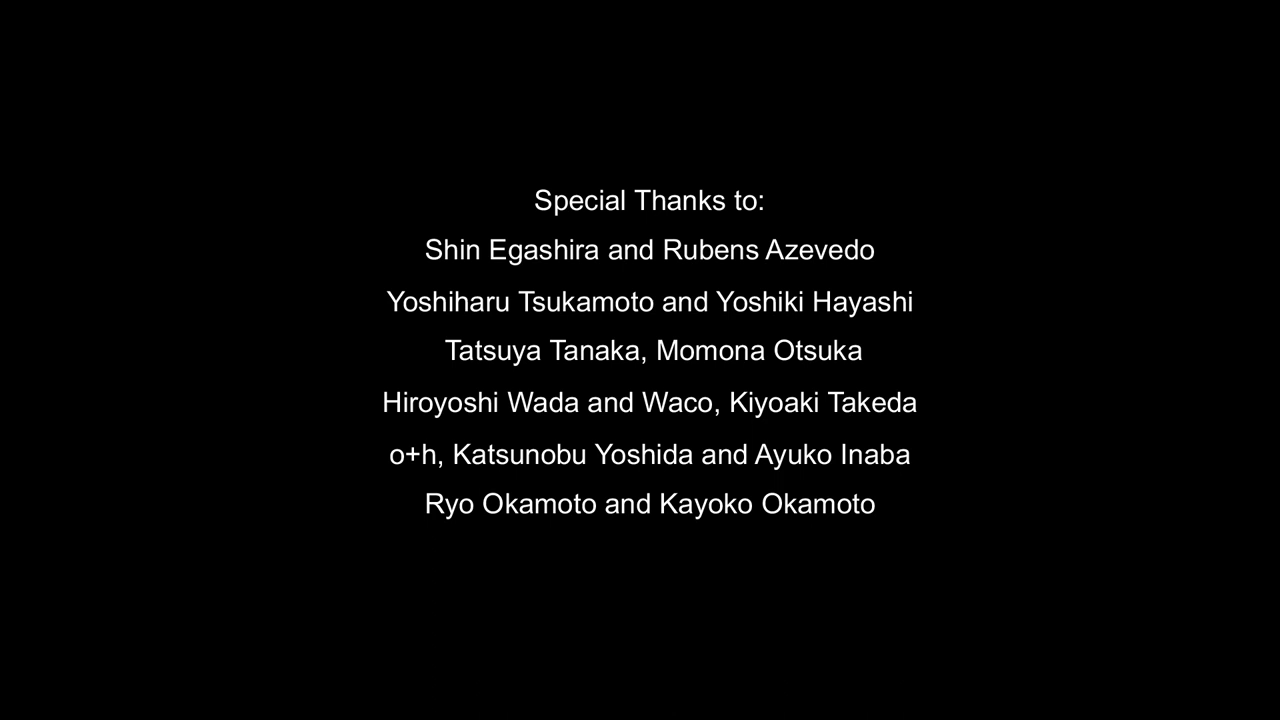 Special Thanks to:
Shin Egashira and Rubens Azevedo
Yoshiharu Tsukamoto and Yoshiki Hayashi
Tatsuya Tanaka, Momona Otsuka
Hiroyoshi Wada and Waco, Kiyoaki Takeda
o+h, Katsunobu Yoshida and Ayuko Inaba
Ryo Okamoto and Kayoko Okamoto